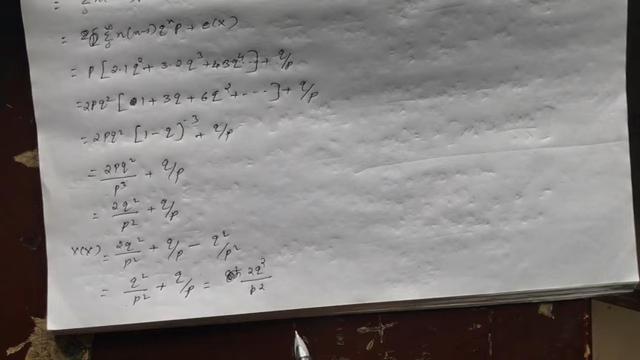 = Σ n(n-1) qˣ p + e(x)
= p [2.1q² + 3.2q³ + 4.3q⁴] + q/p
= 2pq² [1 + 3q + 6q² + ----] + q/p
= 2pq² [1-q]⁻³ + q/p
= 2pq²/p³ + q/p
= 2q²/p² + q/p
v(x) = 2q²/p² + q/p - q²/p²
= q²/p² + q/p = 2q²/p²